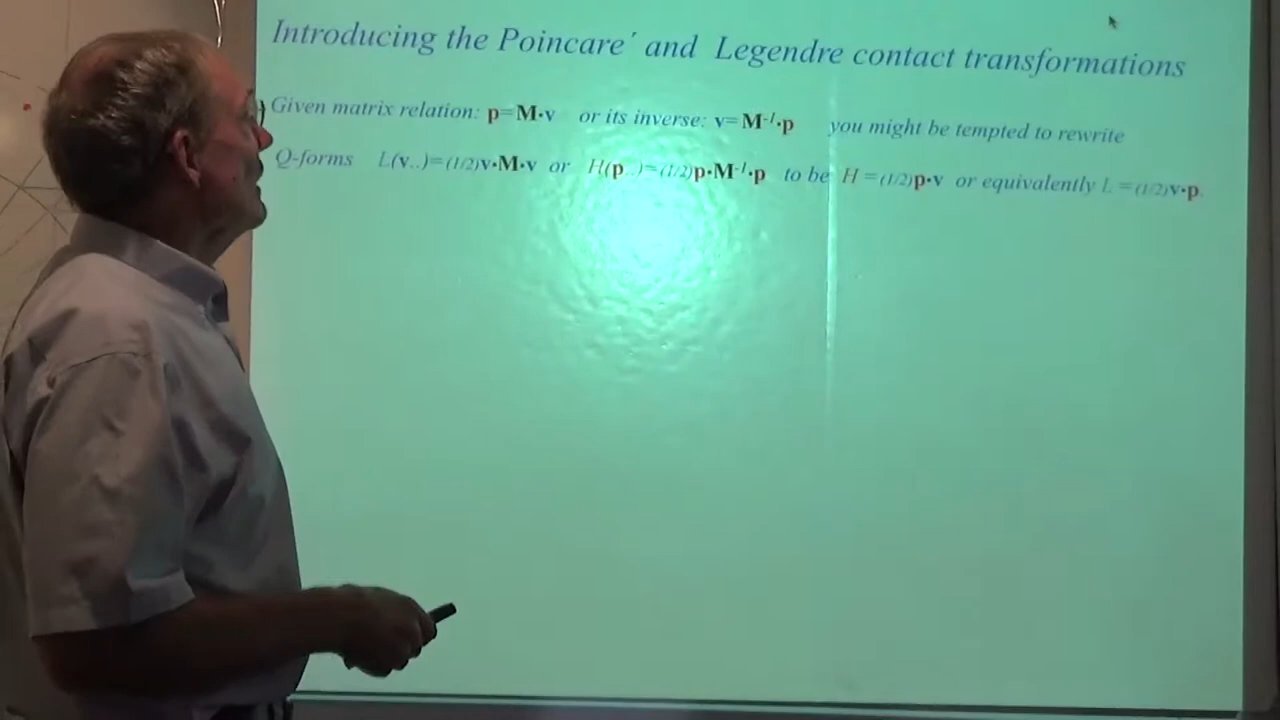 Introducing the Poincare´ and Legendre contact transformations
Given matrix relation: p=M•v or its inverse: v=M⁻¹•p you might be tempted to rewrite
Q-forms L(v..)=(1/2)v•M•v or H(p..)=(1/2)p•M⁻¹•p to be H=(1/2)p•v or equivalently L=(1/2)v•p